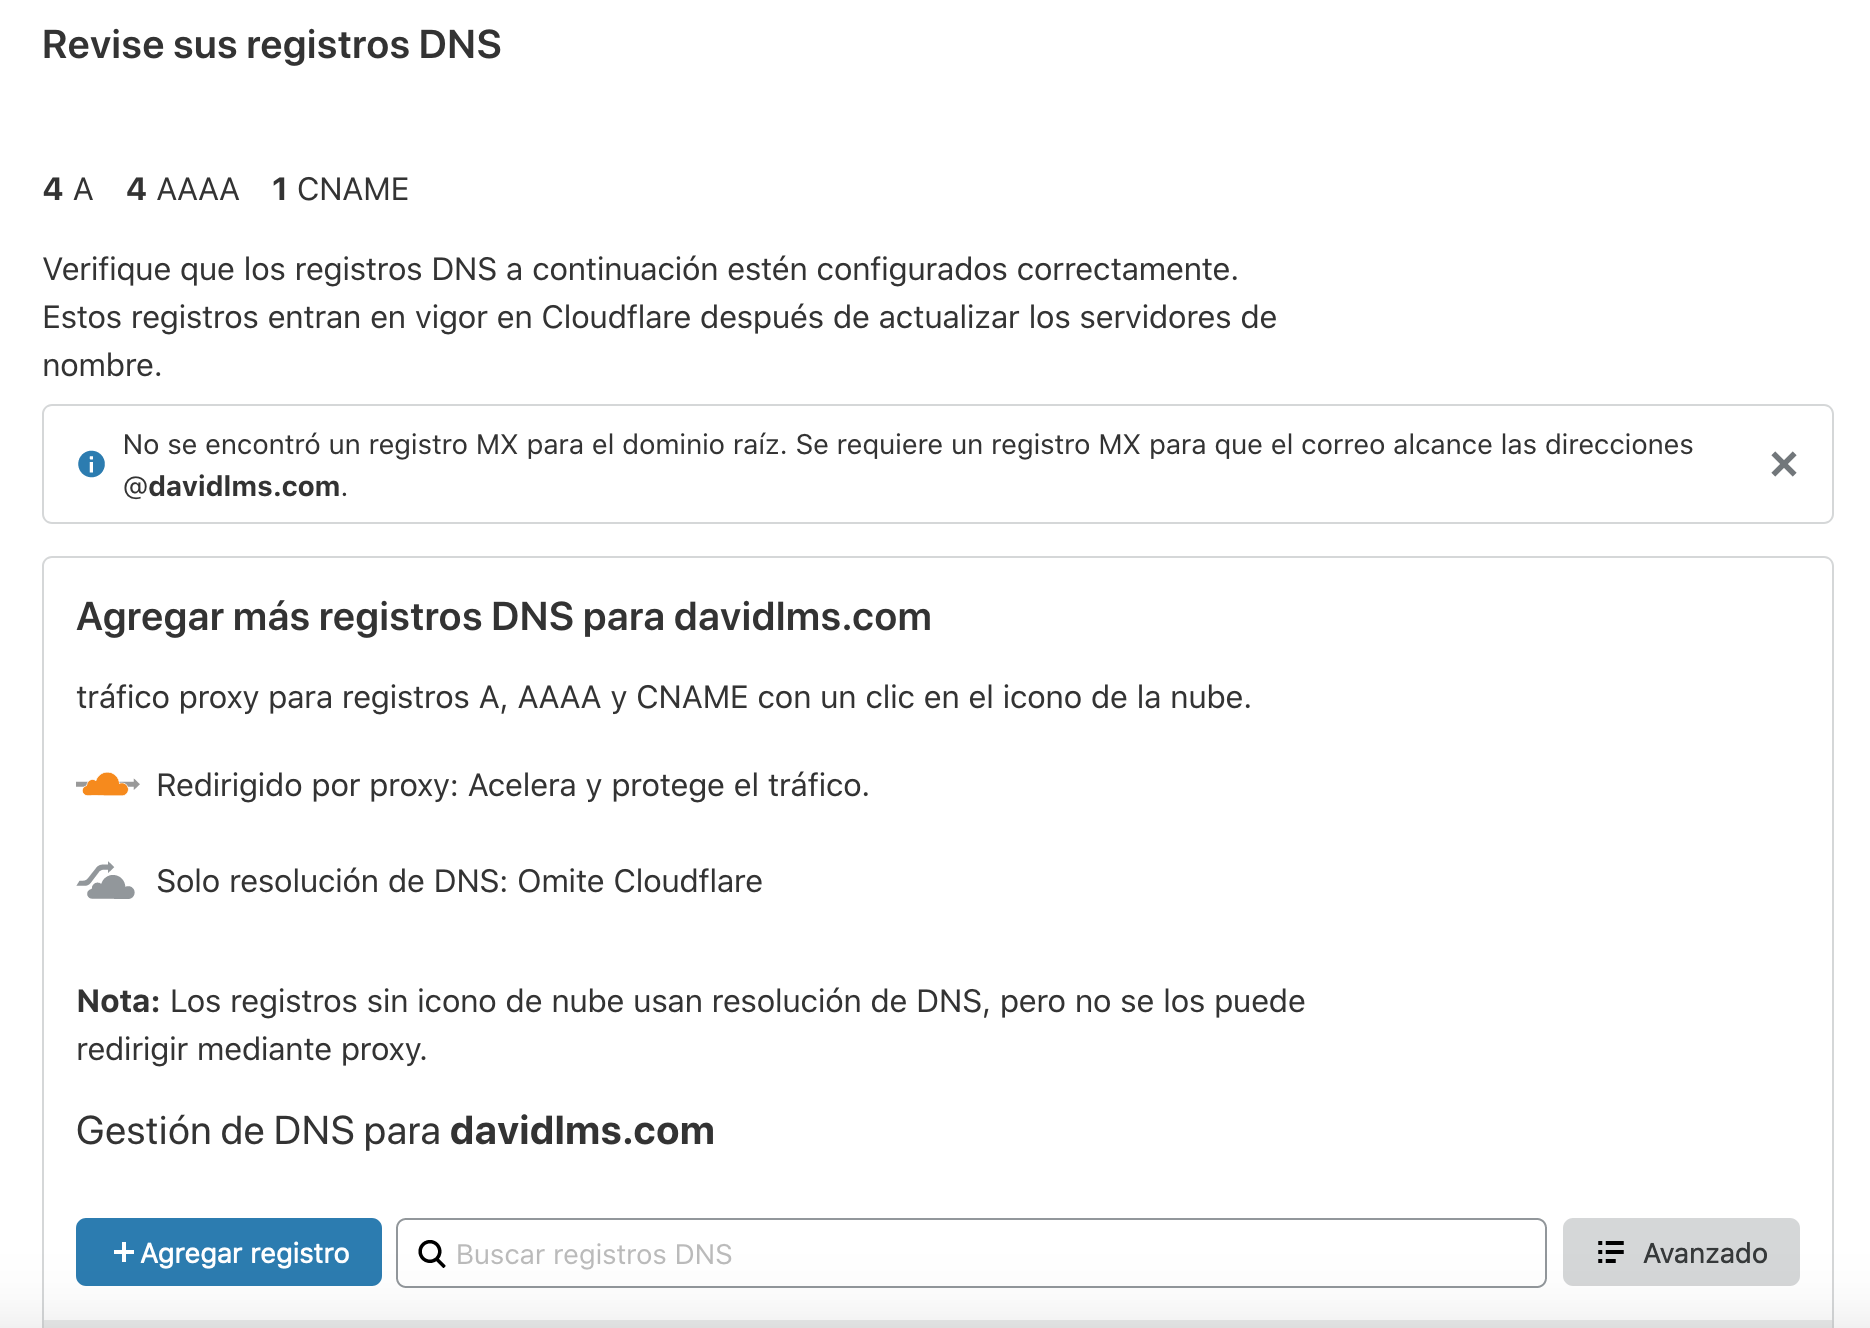 Revise sus registros DNS
4 A 4 AAAA 1 CNAME
Verifique que los registros DNS a continuación estén configurados correctamente.
Estos registros entran en vigor en Cloudflare después de actualizar los servidores de
nombre.
No se encontró un registro MX para el dominio raíz. Se requiere un registro MX para que el correo alcance las direcciones
@davidlms.com.
Agregar más registros DNS para davidlms.com
tráfico proxy para registros A, AAAA y CNAME con un clic en el icono de la nube.
Redirigido por proxy: Acelera y protege el tráfico.
Solo resolución de DNS: Omite Cloudflare
Nota: Los registros sin icono de nube usan resolución de DNS, pero no se los puede
redirigir mediante proxy.
Gestión de DNS para davidlms.com
+ Agregar registro Buscar registros DNS Avanzado